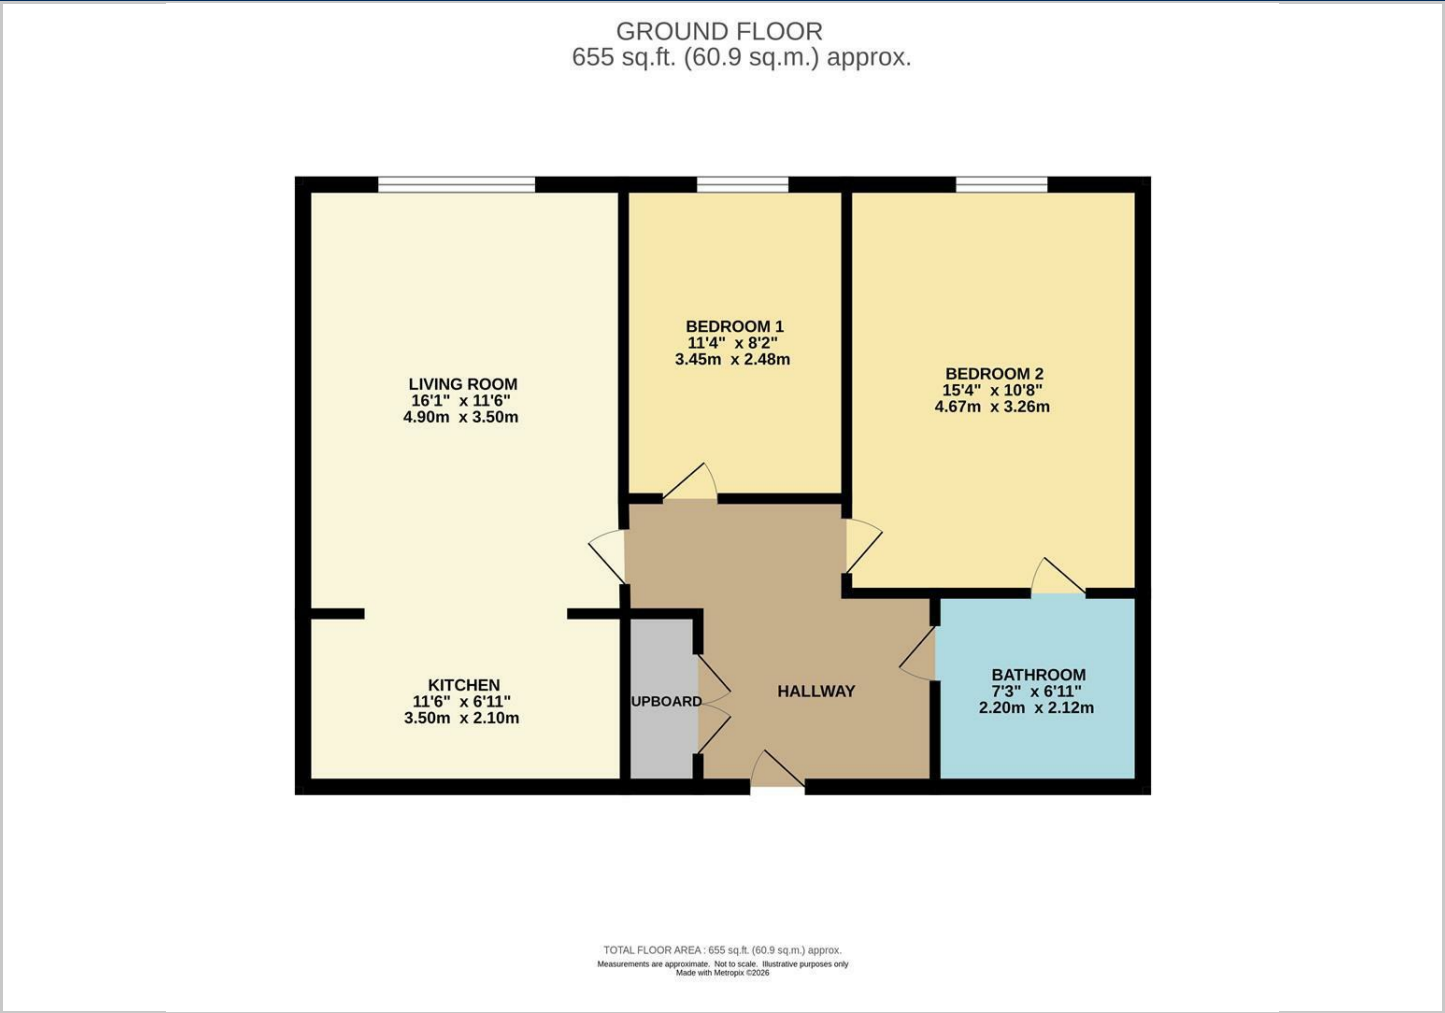 GROUND FLOOR
655 sq.ft. (60.9 sq.m.) approx.
BEDROOM 1
11'4" x 8'2"
3.45m x 2.48m
LIVING ROOM
16'1" x 11'6"
4.90m x 3.50m
BEDROOM 2
15'4" x 10'8"
4.67m x 3.26m
KITCHEN
11'6" x 6'11"
3.50m x 2.10m
UPBOARD
HALLWAY
BATHROOM
7'3" x 6'11"
2.20m x 2.12m
TOTAL FLOOR AREA : 655 sq.ft. (60.9 sq.m.) approx.
Measurements are approximate. Not to scale. Illustrative purposes only
Made with Metropix ©2026